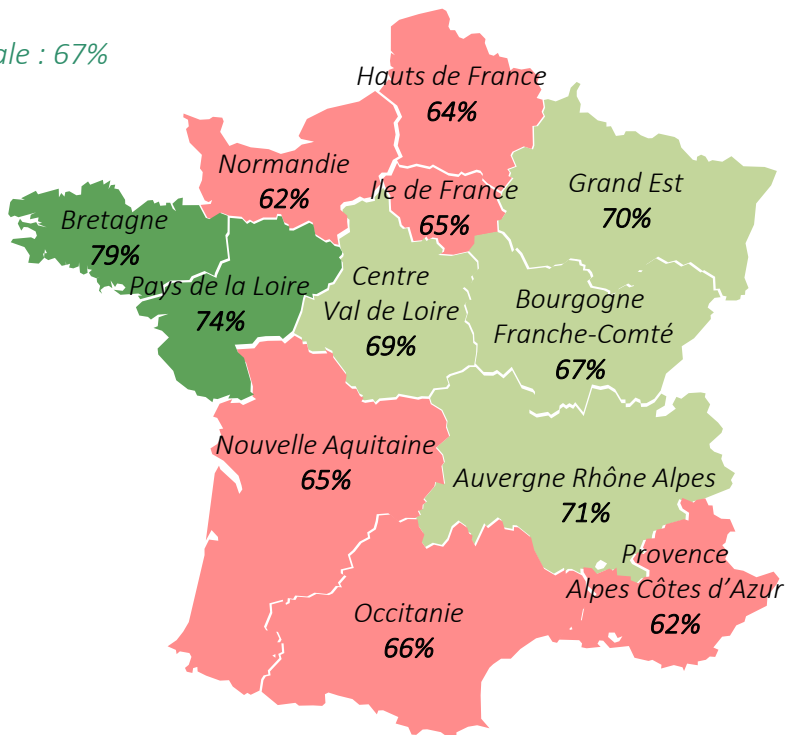 ale : 67%
Hauts de France
64%
Normandie
62%
Ile de France
65%
Grand Est
70%
Bretagne
79%
Pays de la Loire
74%
Centre
Val de Loire
69%
Bourgogne
Franche-Comté
67%
Nouvelle Aquitaine
65%
Auvergne Rhône Alpes
71%
Provence
Alpes Côtes d’Azur
62%
Occitanie
66%